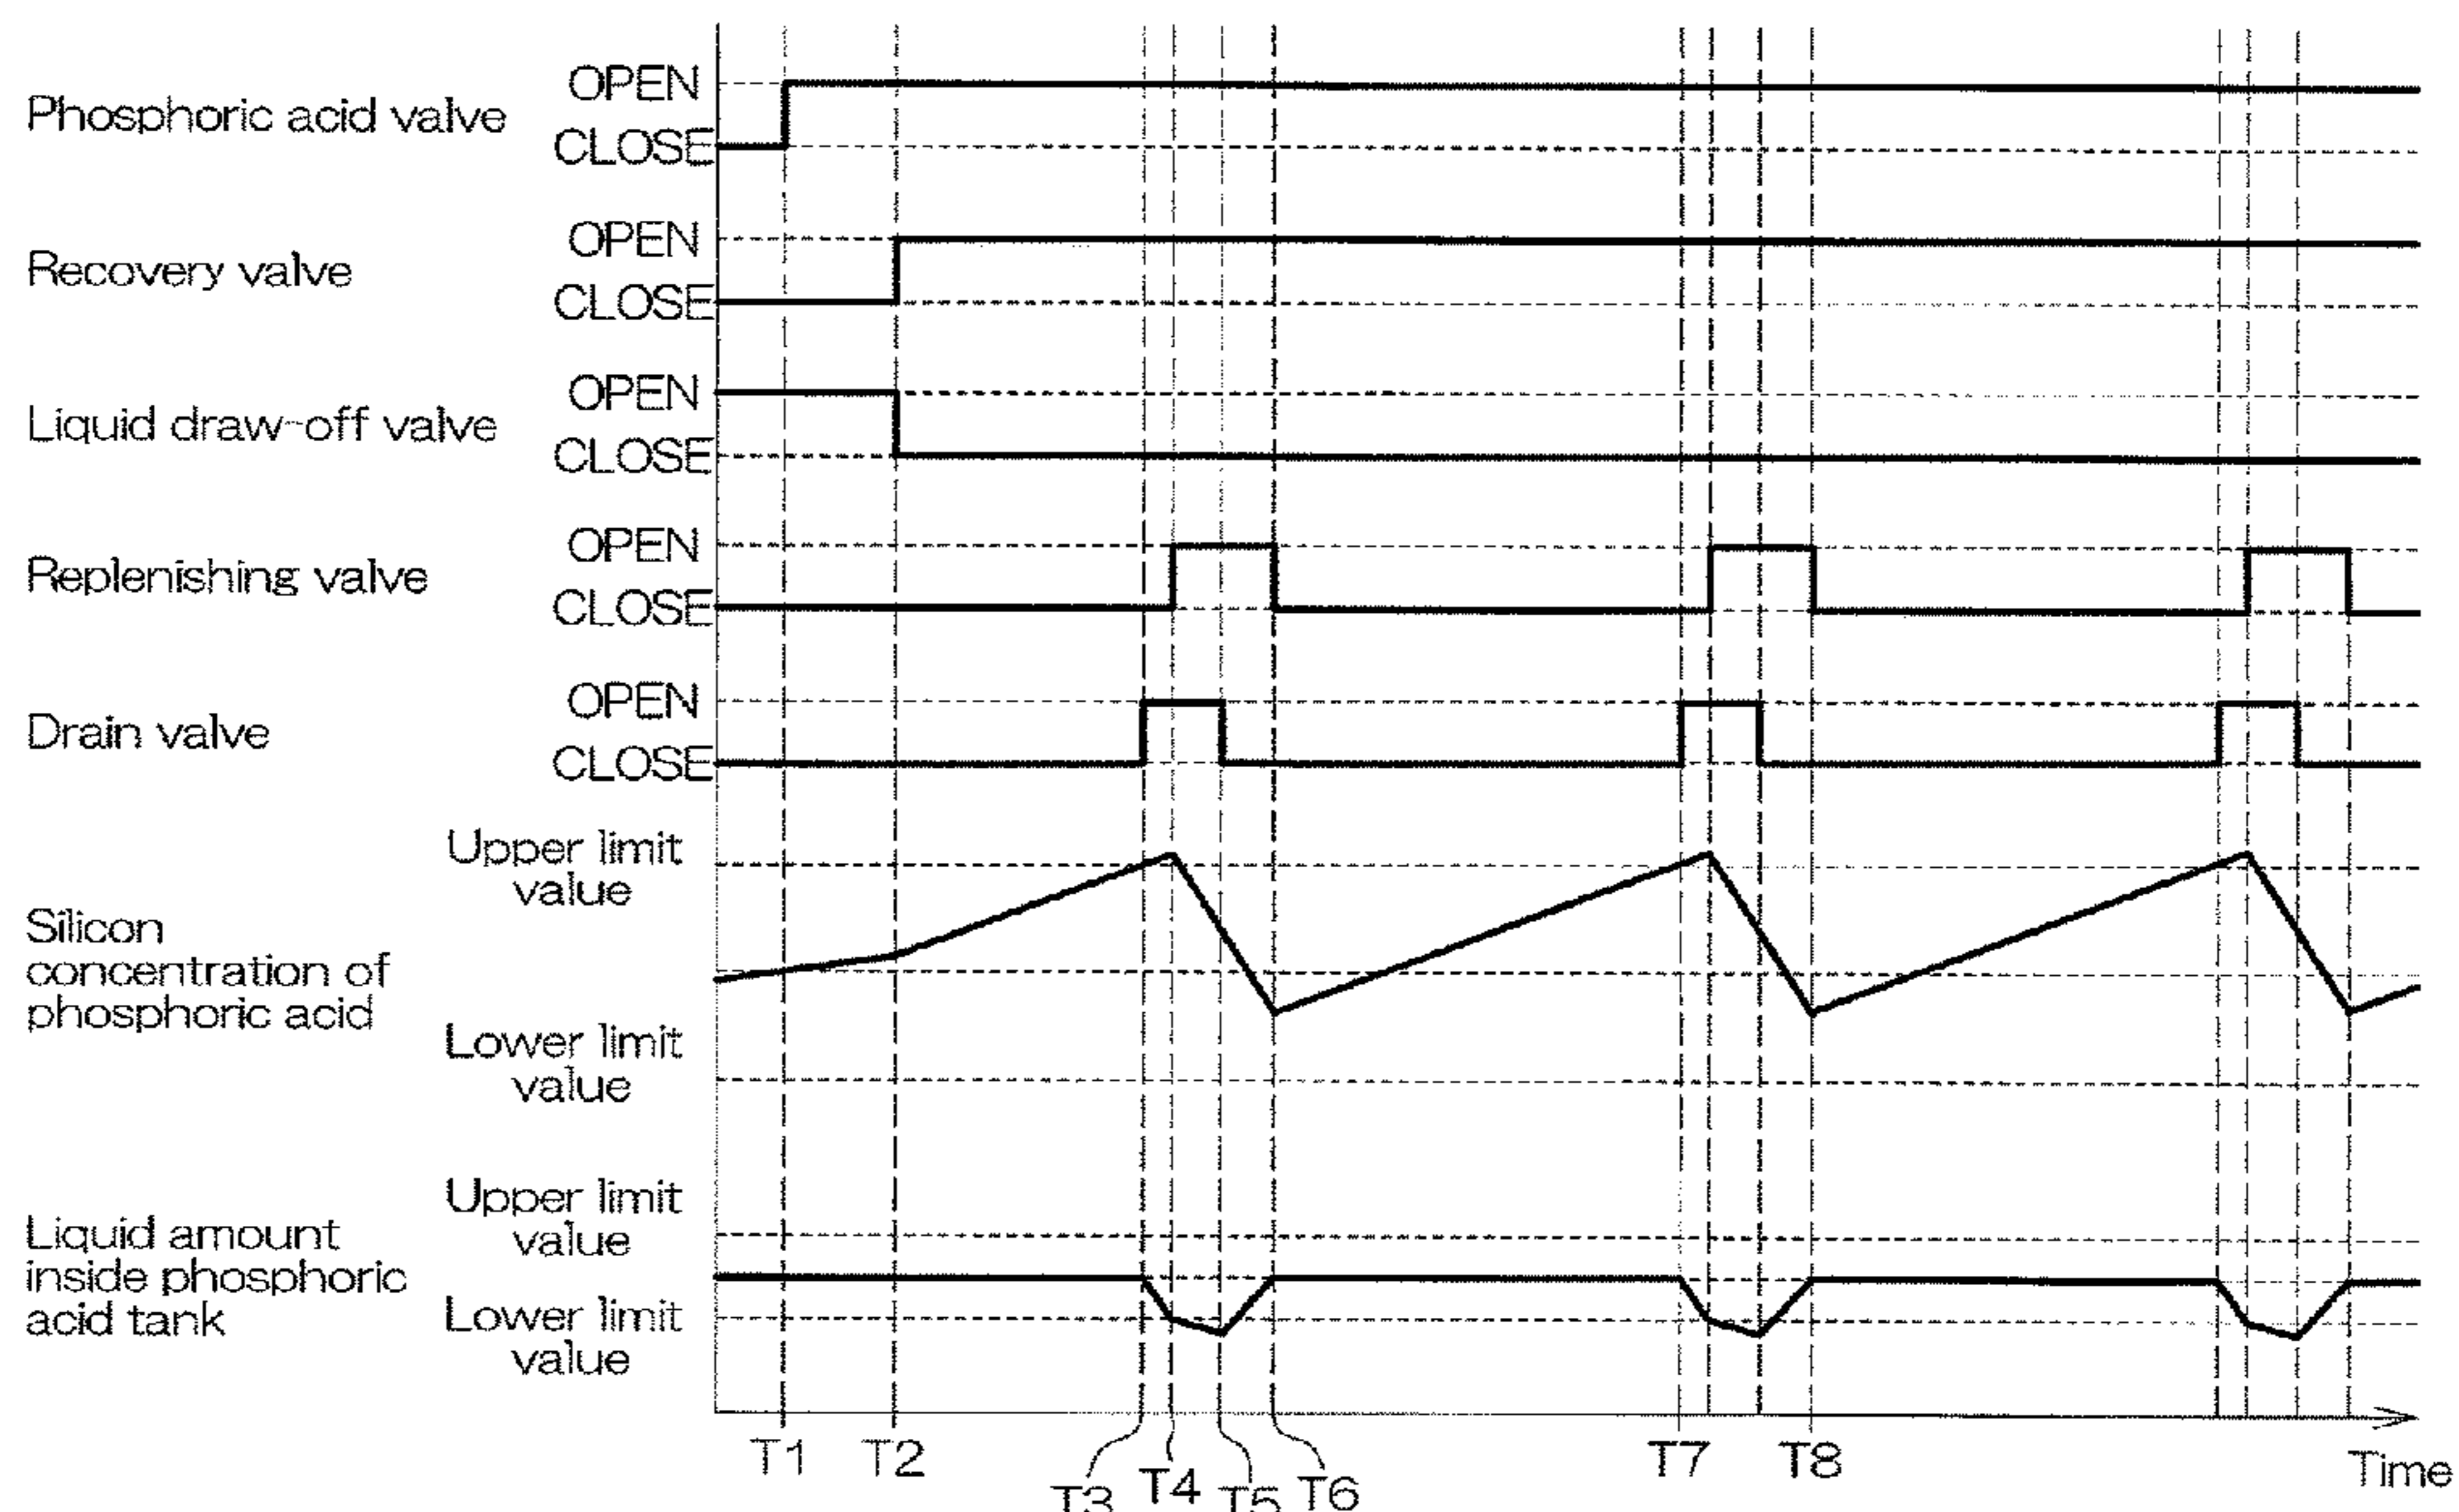 Phosphoric acid valve
OPEN
CLOSE
Recovery valve
OPEN
CLOSE
Liquid draw-off valve
OPEN
CLOSE
Replenishing valve
OPEN
CLOSE
Drain valve
OPEN
CLOSE
Silicon
concentration of
phosphoric acid
Upper limit
value
Lower limit
value
Liquid amount
inside phosphoric
acid tank
Upper limit
value
Lower limit
value
T1 T2 T3 T4 T5 T6 T7 T8 Time